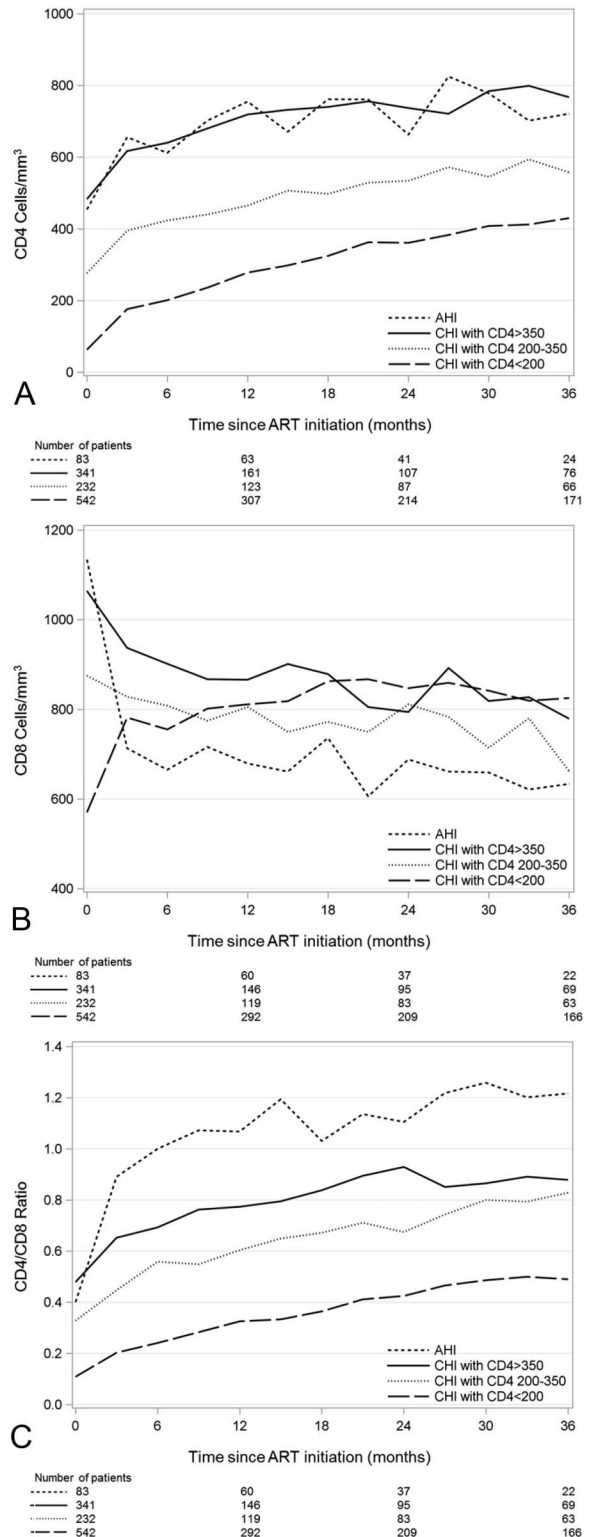 1000
800
600
400
200
0
CD4 Cells/mm³
AHI
CHI with CD4>350
CHI with CD4 200-350
CHI with CD4<200
0 6 12 18 24 30 36
A
Time since ART initiation (months)
Number of patients
83 63 41 24
341 161 107 76
232 123 87 66
542 307 214 171
1200
1000
800
600
400
CD8 Cells/mm³
AHI
CHI with CD4>350
CHI with CD4 200-350
CHI with CD4<200
0 6 12 18 24 30 36
B
Time since ART initiation (months)
Number of patients
83 60 37 22
341 146 95 69
232 119 83 63
542 292 209 166
1.4
1.2
1.0
0.8
0.6
0.4
0.2
0.0
CD4/CD8 Ratio
AHI
CHI with CD4>350
CHI with CD4 200-350
CHI with CD4<200
0 6 12 18 24 30 36
C
Time since ART initiation (months)
Number of patients
83 60 37 22
341 146 95 69
232 119 83 63
542 292 209 166